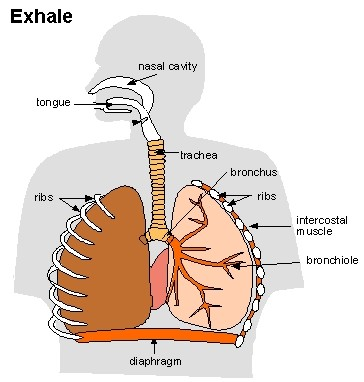 Exhale
nasal cavity
tongue
trachea
bronchus
ribs
ribs
intercostal
muscle
bronchiole
diaphragm